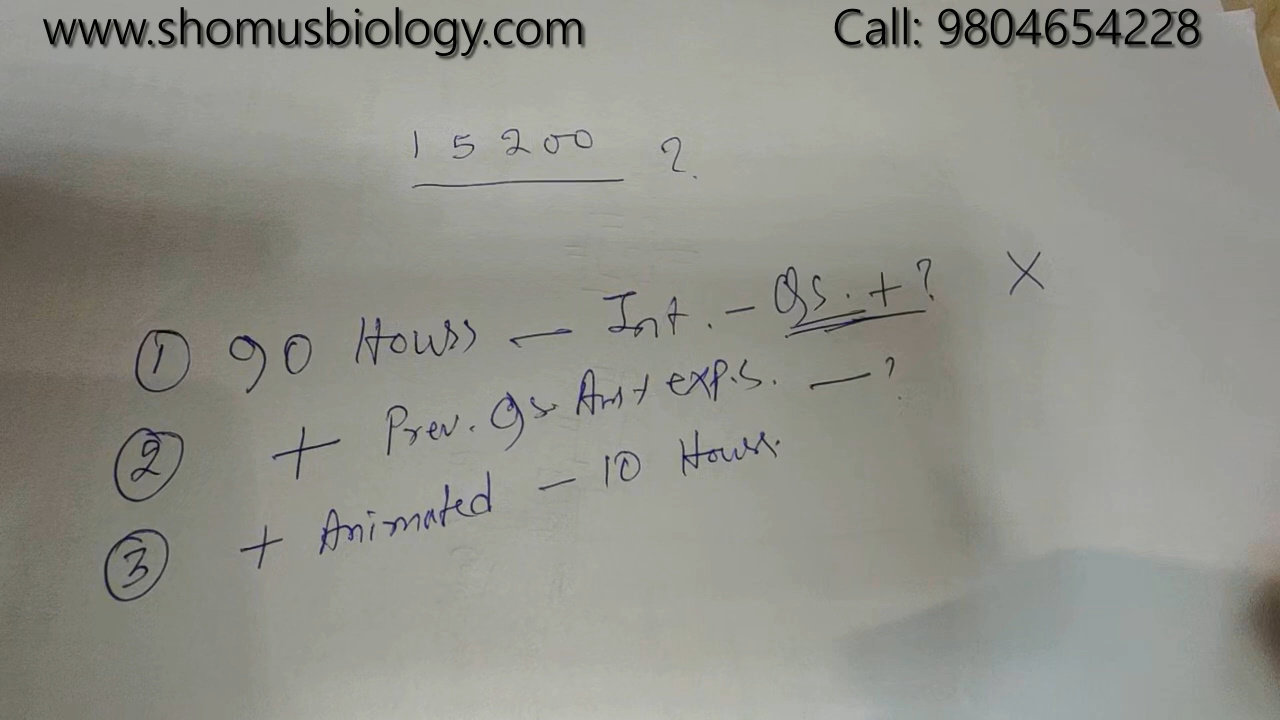 www.shomusbiology.com Call: 9804654228
15200 ?
① 90 Hours — Int. - Qs. + ? X
② + Prev. Qs. Ans + exp.s. — ?
③ + Animated — 10 Hours.